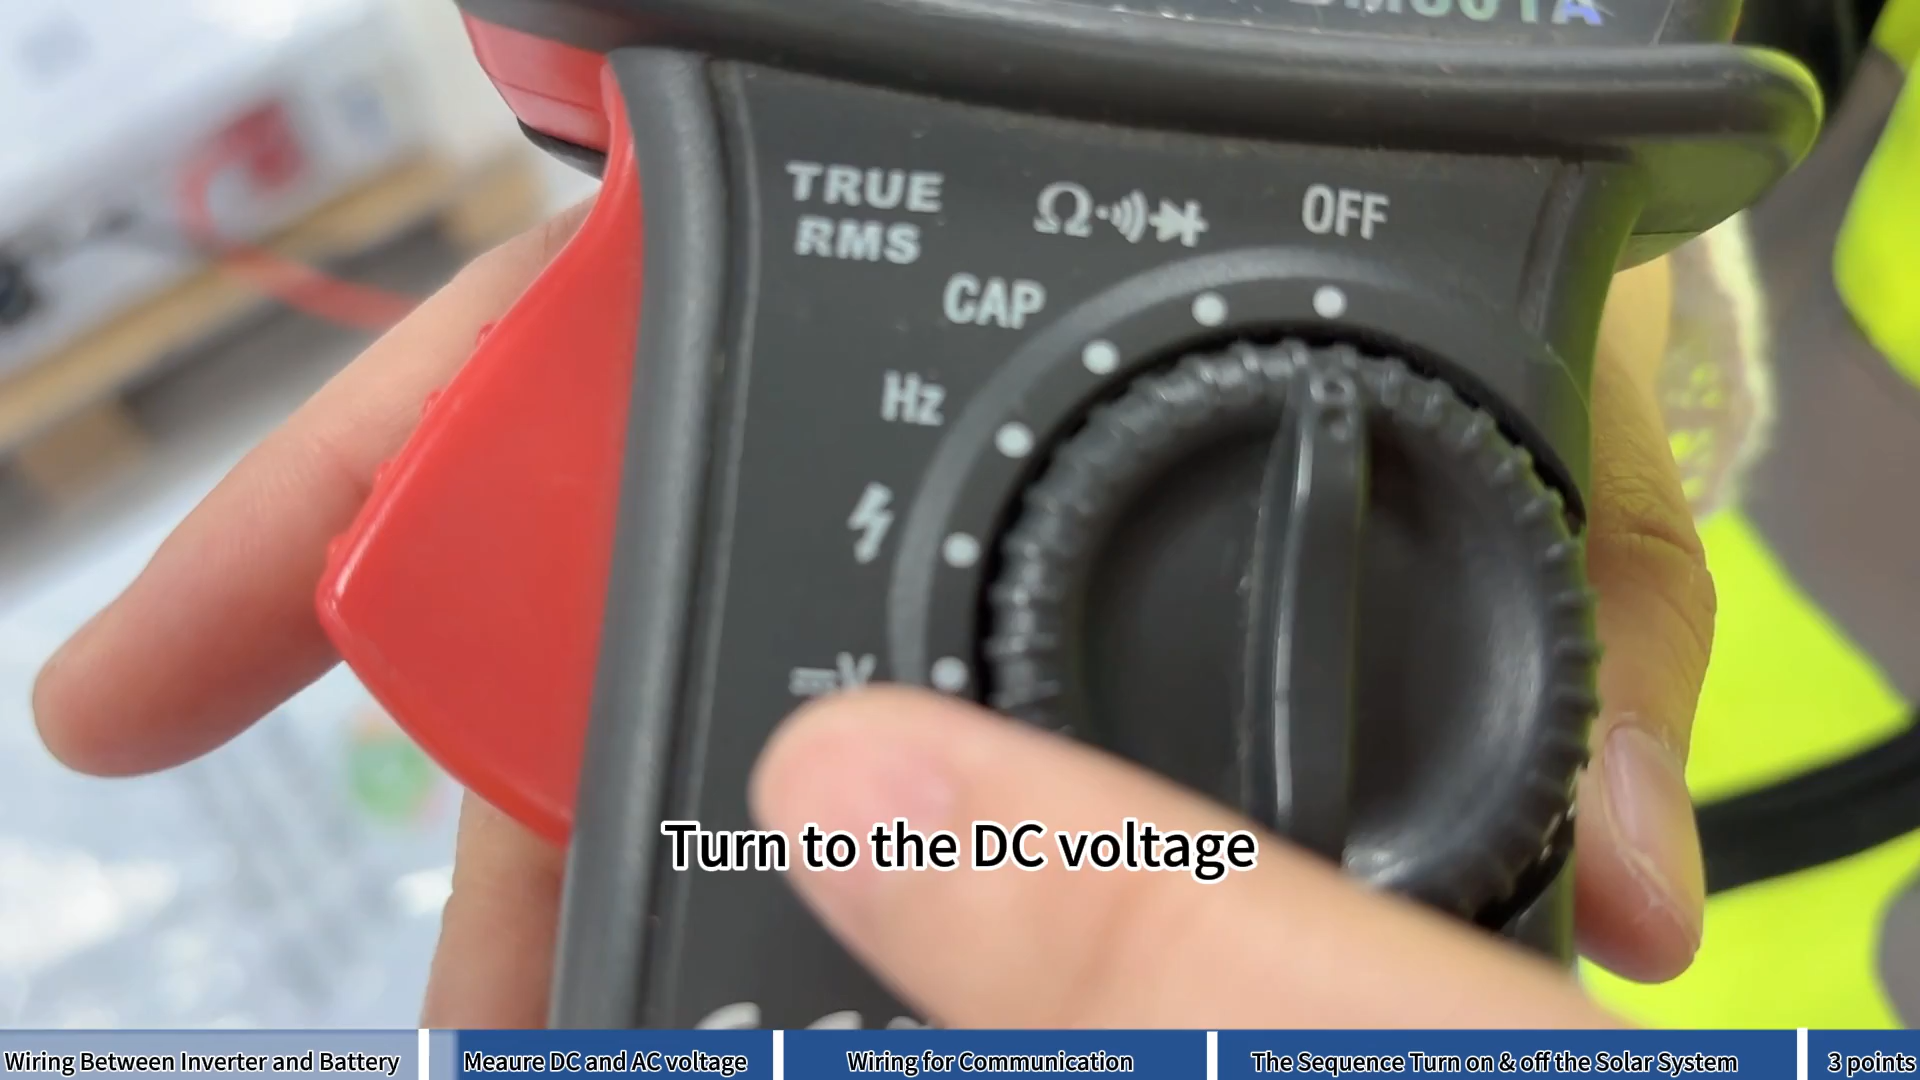 TRUE
RMS
Ω
OFF
CAP
Hz
V
Turn to the DC voltage
Wiring Between Inverter and Battery
Meaure DC and AC voltage
Wiring for Communication
The Sequence Turn on & off the Solar System
3 points